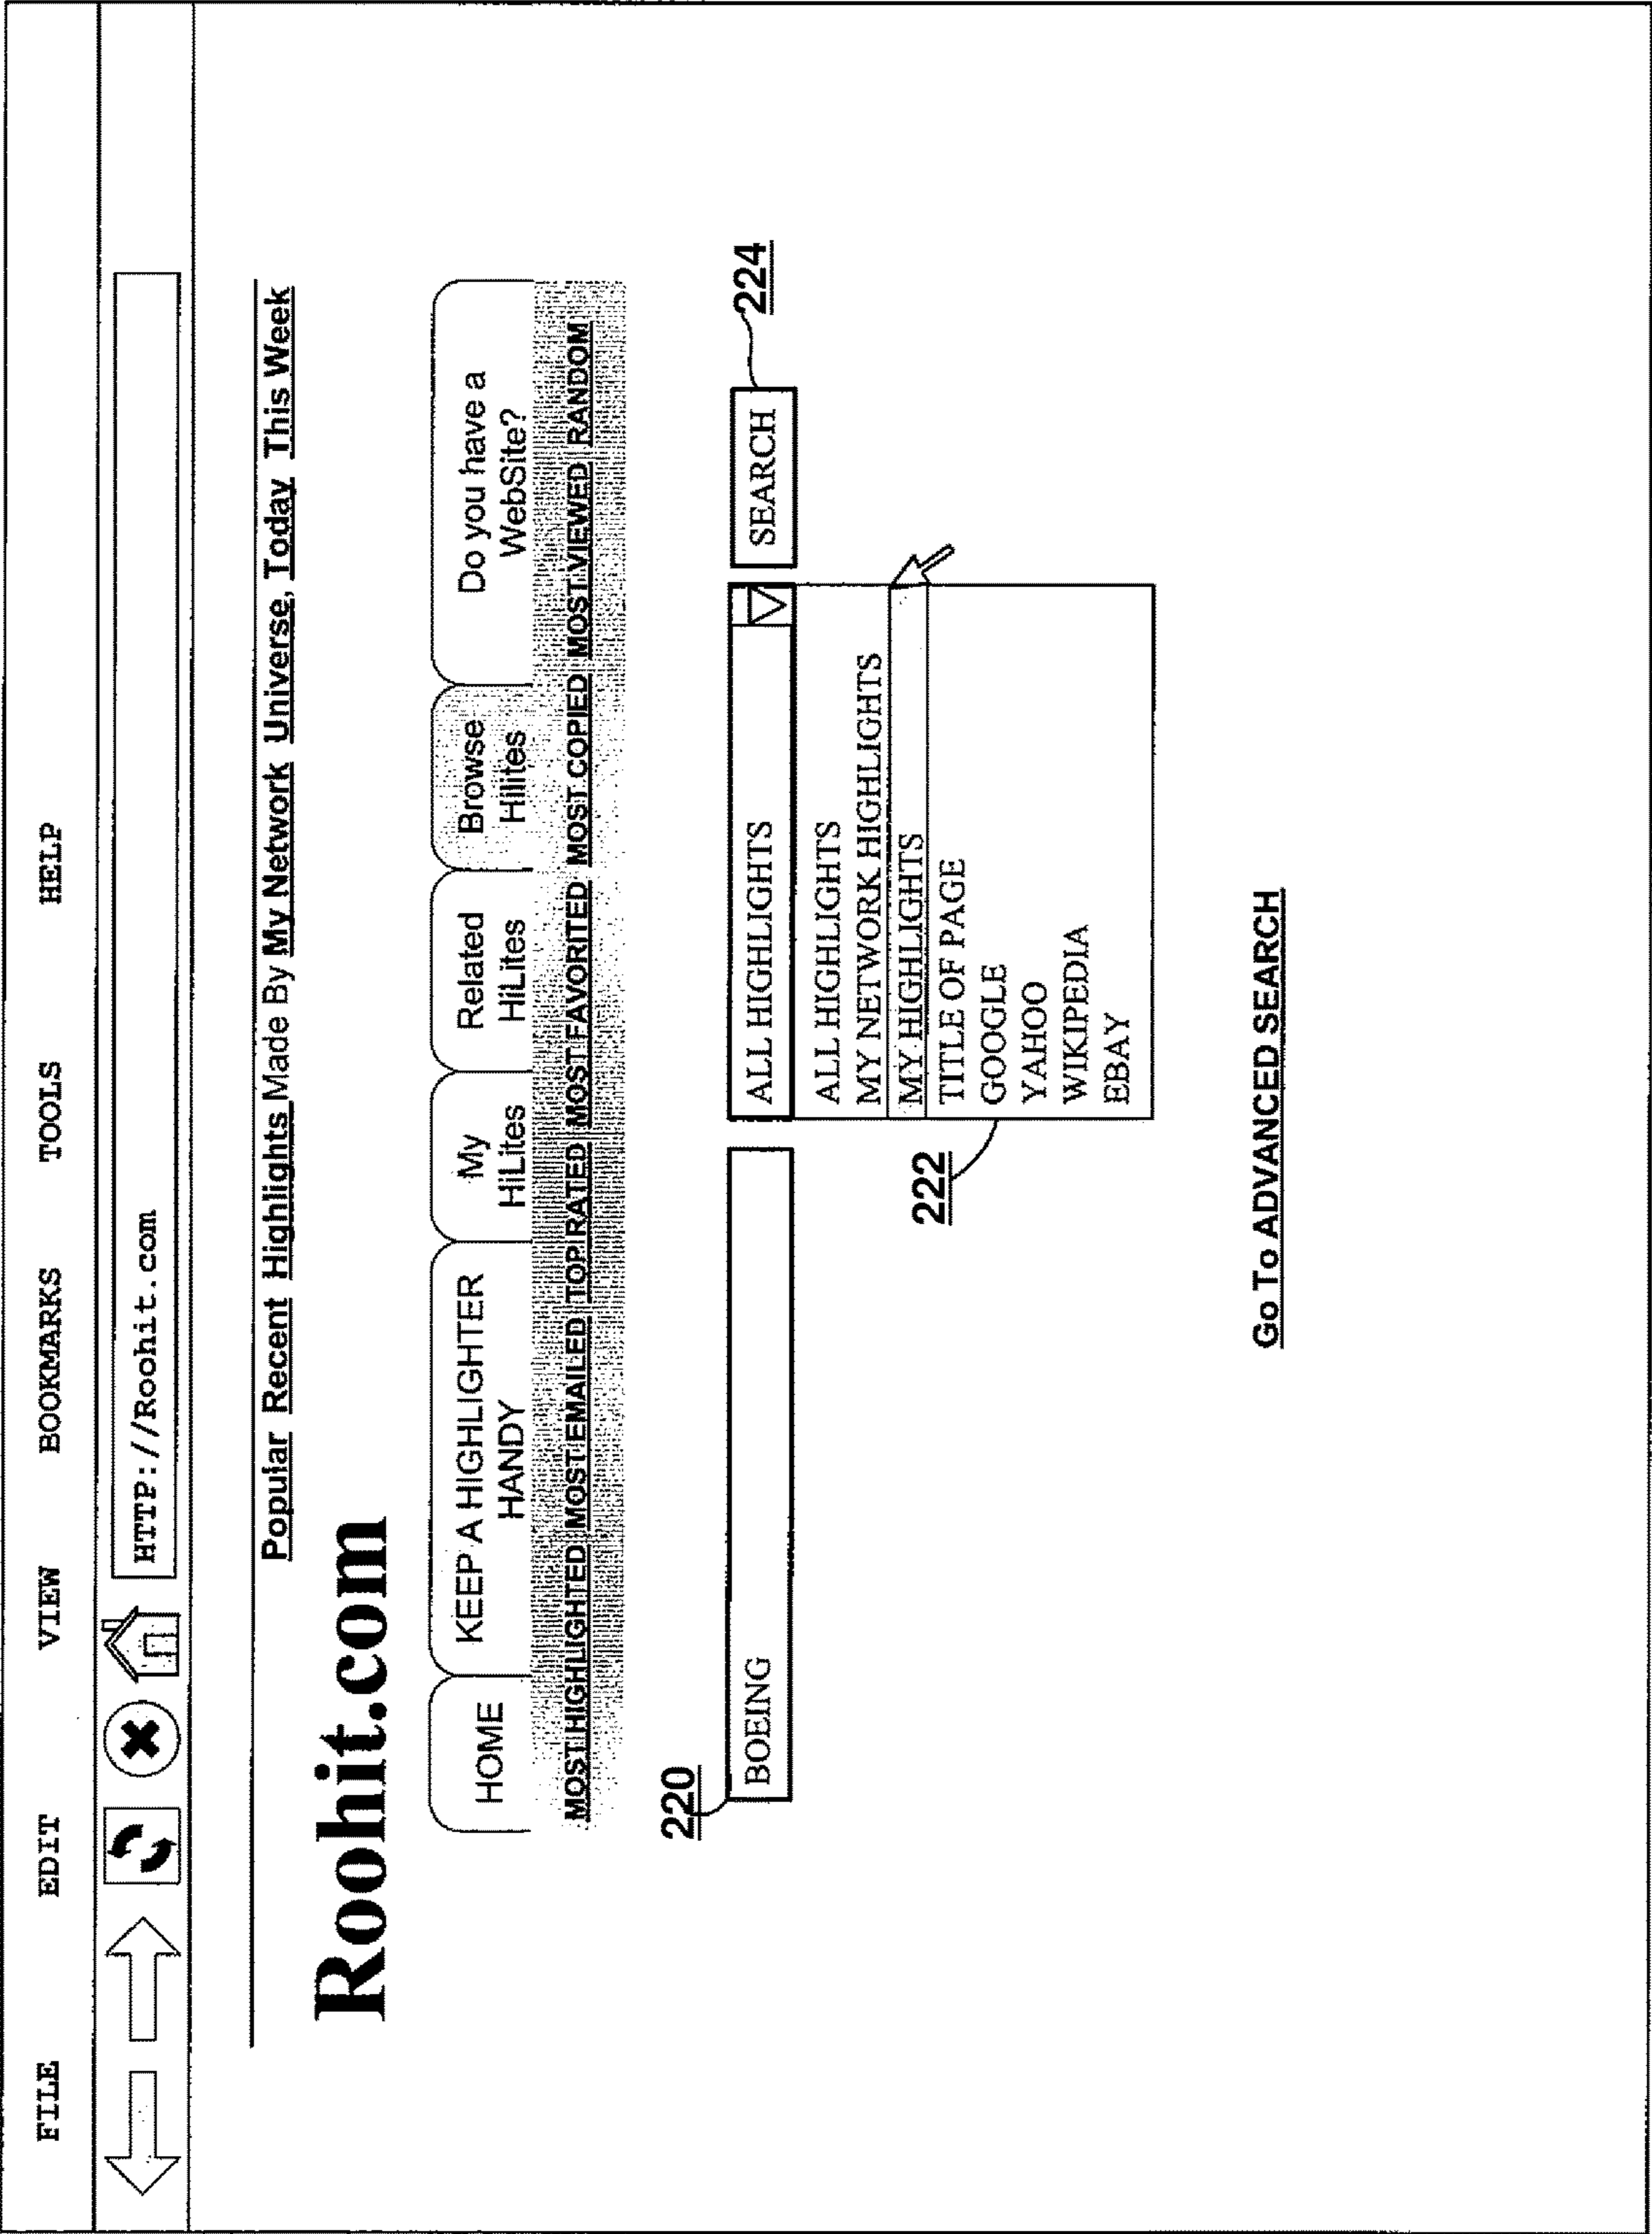 FILE EDIT VIEW BOOKMARKS TOOLS HELP
HTTP://Roohit.com
Popular Recent Highlights Made By My Network Universe, Today This Week
Roohit.com
HOME
KEEP A HIGHLIGHTER
HANDY
My
HiLites
Related
HiLites
Browse
Hilites
Do you have a
WebSite?
MOST HIGHLIGHTED MOST EMAILED TOP RATED MOST FAVORITED MOST COPIED MOST VIEWED RANDOM
220
BOEING
ALL HIGHLIGHTS
SEARCH
224
ALL HIGHLIGHTS
MY NETWORK HIGHLIGHTS
MY HIGHLIGHTS
TITLE OF PAGE
GOOGLE
YAHOO
WIKIPEDIA
EBAY
222
Go To ADVANCED SEARCH